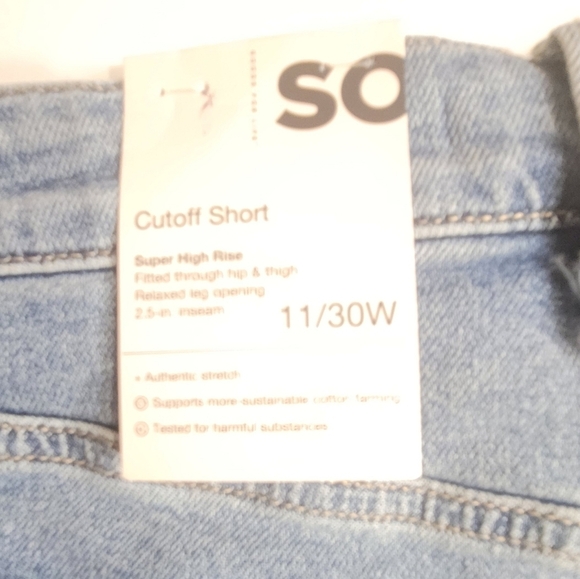 SO
Cutoff Short
Super High Rise
Fitted through hip & thigh
Relaxed leg opening
2.5-in. inseam
11/30W
Authentic stretch
Supports more-sustainable cotton farming
Tested for harmful substances